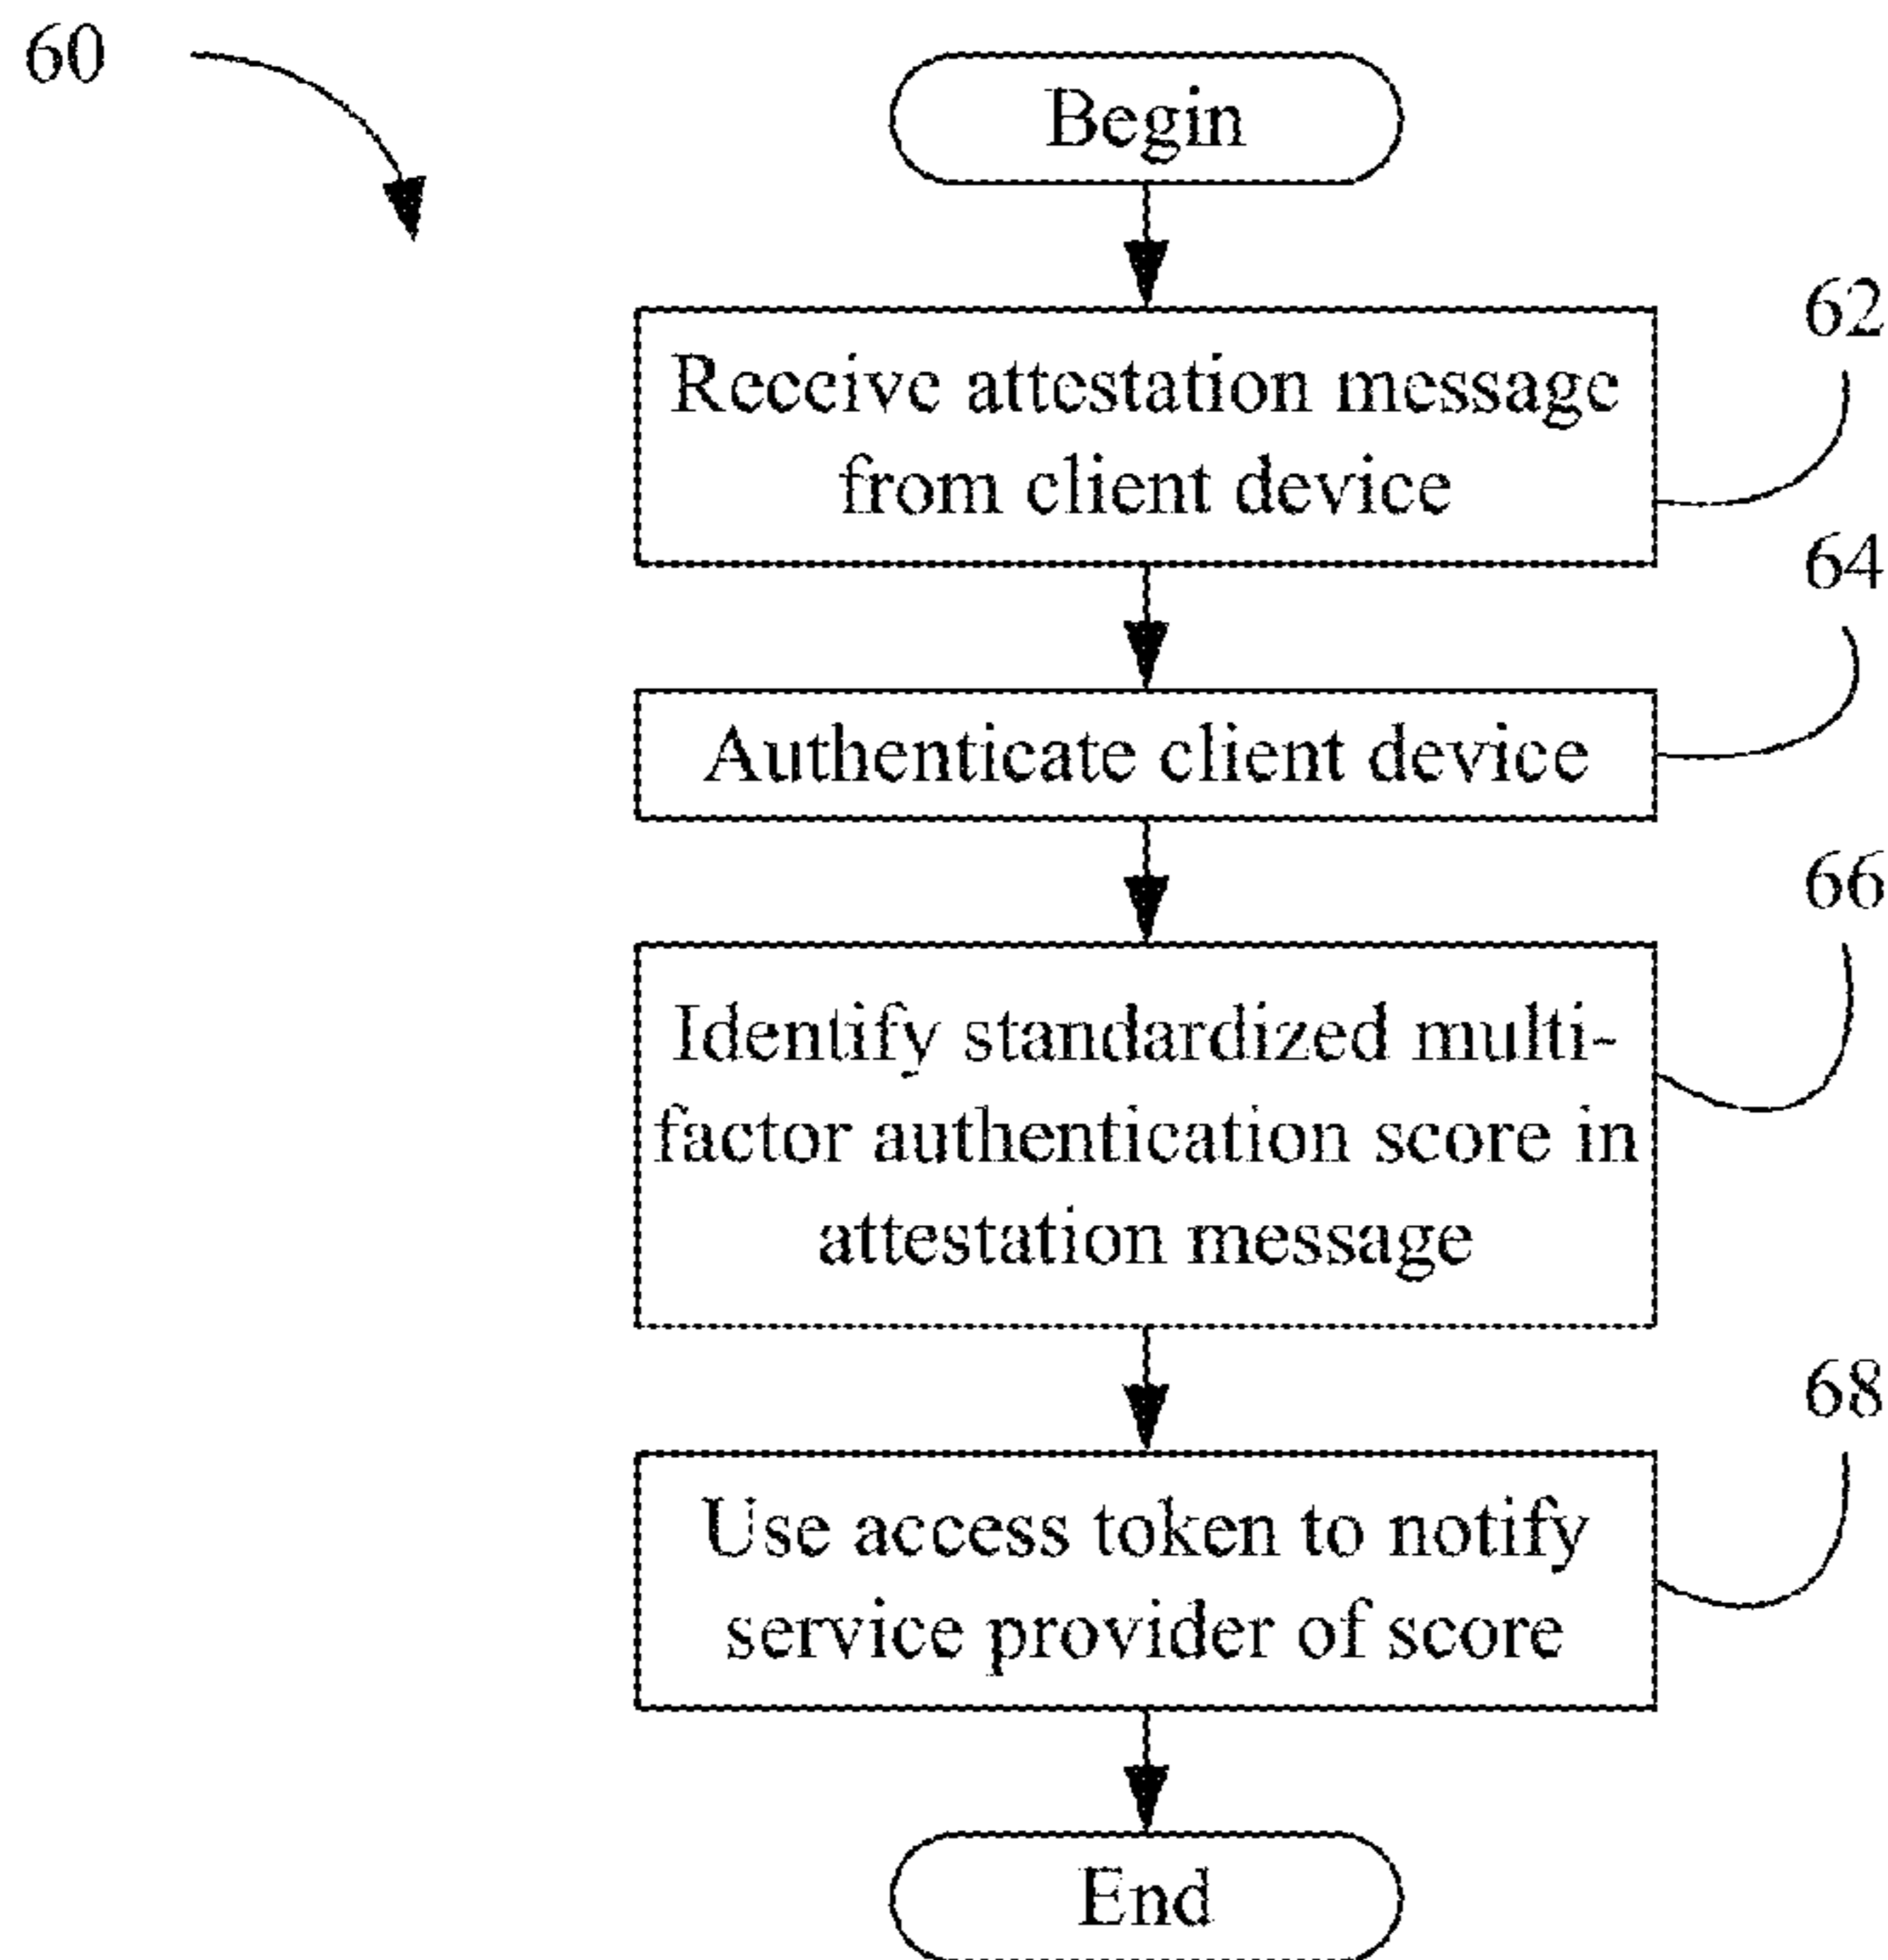 60
Begin
62
Receive attestation message
from client device
64
Authenticate client device
66
Identify standardized multi-
factor authentication score in
attestation message
68
Use access token to notify
service provider of score
End